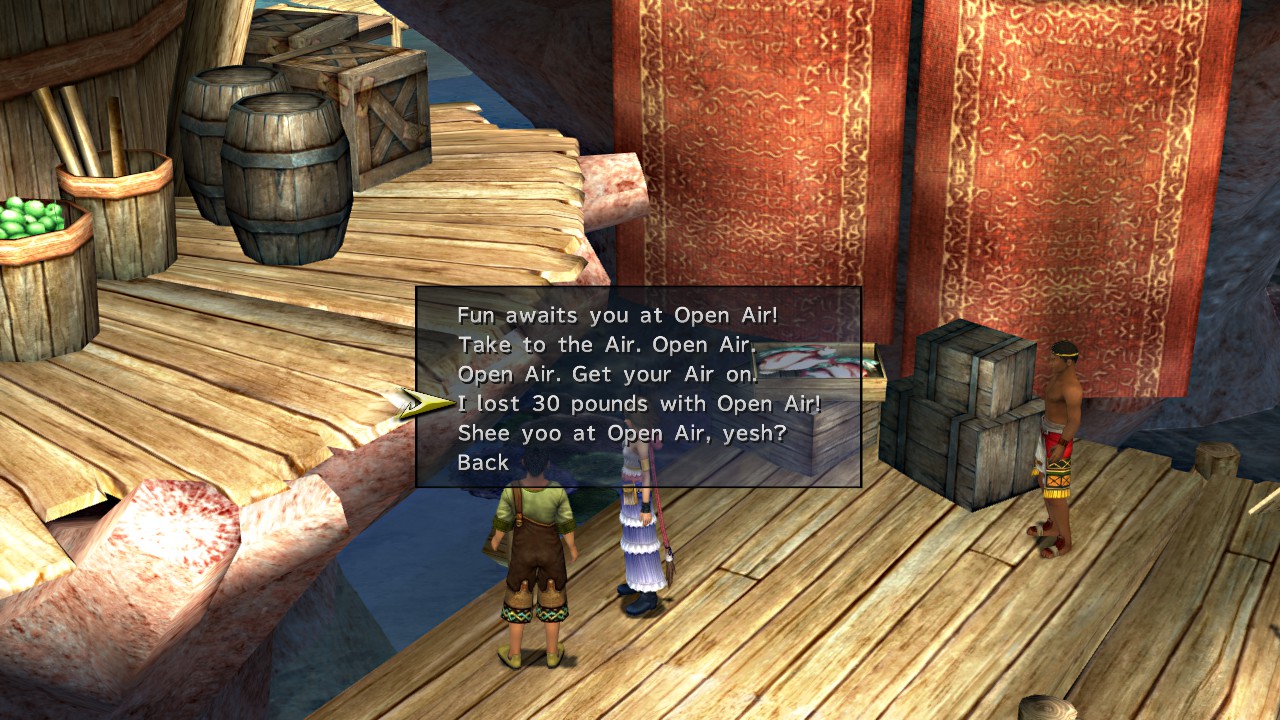 Fun awaits you at Open Air!
Take to the Air. Open Air.
Open Air. Get your Air on.
I lost 30 pounds with Open Air!
Shee yoo at Open Air, yesh?
Back